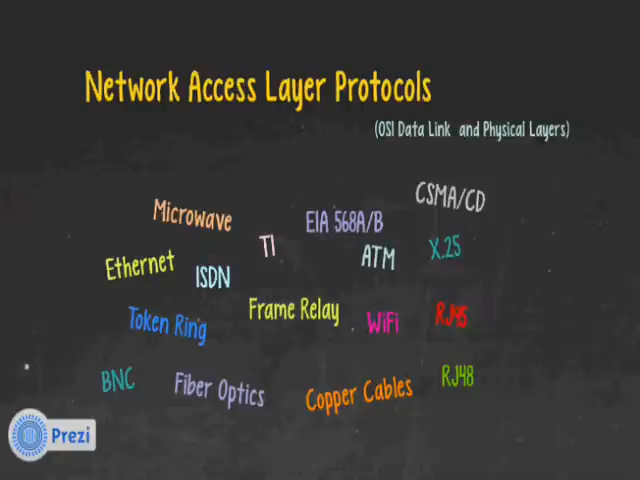 Network Access Layer Protocols
(OSI Data Link and Physical Layers)
CSMA/CD
Microwave
EIA 568A/B
T1
ATM
X.25
Ethernet
ISDN
Frame Relay
Token Ring
WiFi
RJ45
BNC
Fiber Optics
Copper Cables
RJ48
Prezi